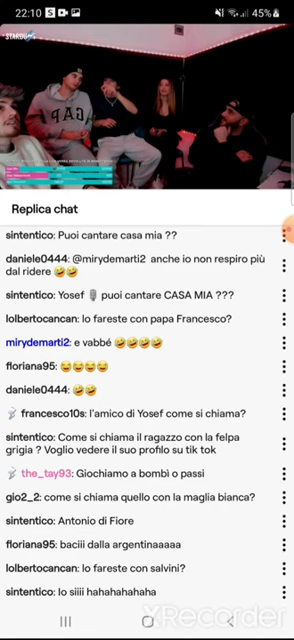 22:10
45%
STARDUST
GAP
Replica chat
sintentico: Puoi cantare casa mia ??
daniele0444: @mirydemarti2 anche io non respiro più
dal ridere 🤣🤣
sintentico: Yosef 🎙️ puoi cantare CASA MIA ???
lolbertocancan: lo fareste con papa Francesco?
mirydemarti2: e vabbé 🤣🤣🤣🤣
floriana95: 😂😂😂😂
daniele0444: 🤣🤣
francesco10s: l'amico di Yosef come si chiama?
sintentico: Come si chiama il ragazzo con la felpa
grigia ? Voglio vedere il suo profilo su tik tok
the_tay93: Giochiamo a bombì o passi
gio2_2: come si chiama quello con la maglia bianca?
sintentico: Antonio di Fiore
floriana95: baciii dalla argentinaaaaa
lolbertocancan: lo fareste con salvini?
sintentico: Io siiii hahahahahaha
XRecorder